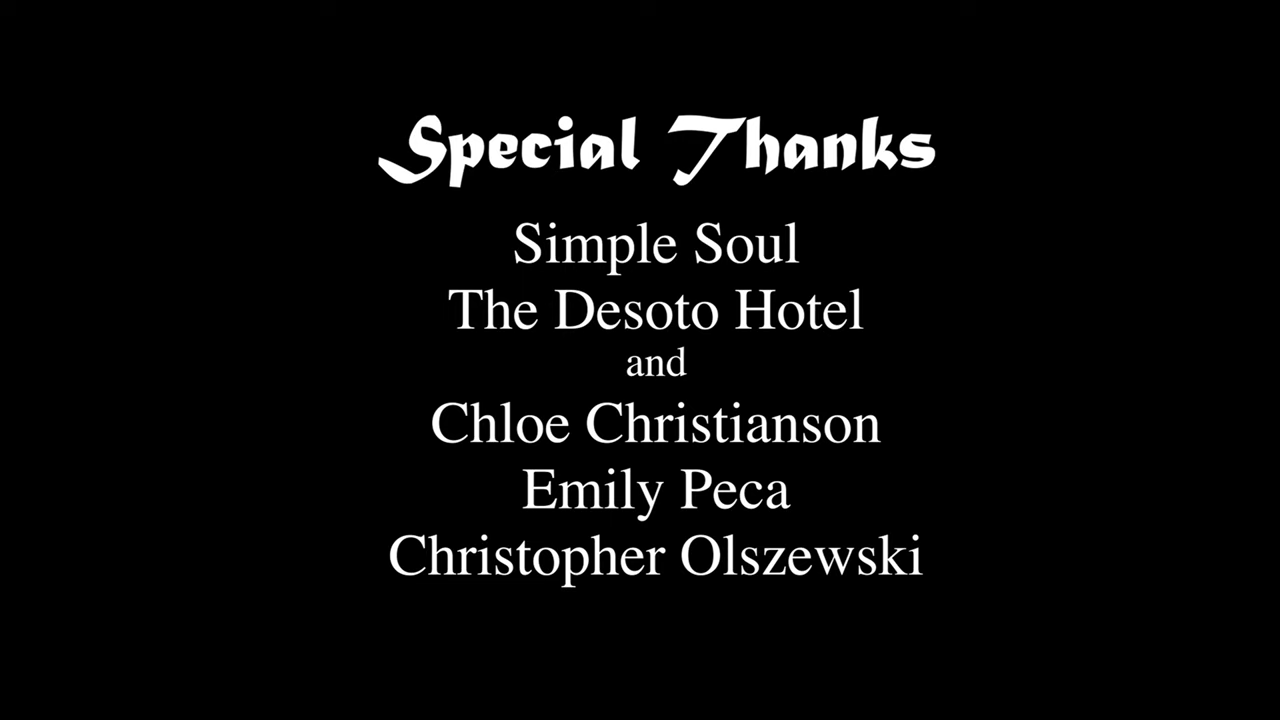 Special Thanks
Simple Soul
The Desoto Hotel
and
Chloe Christianson
Emily Peca
Christopher Olszewski